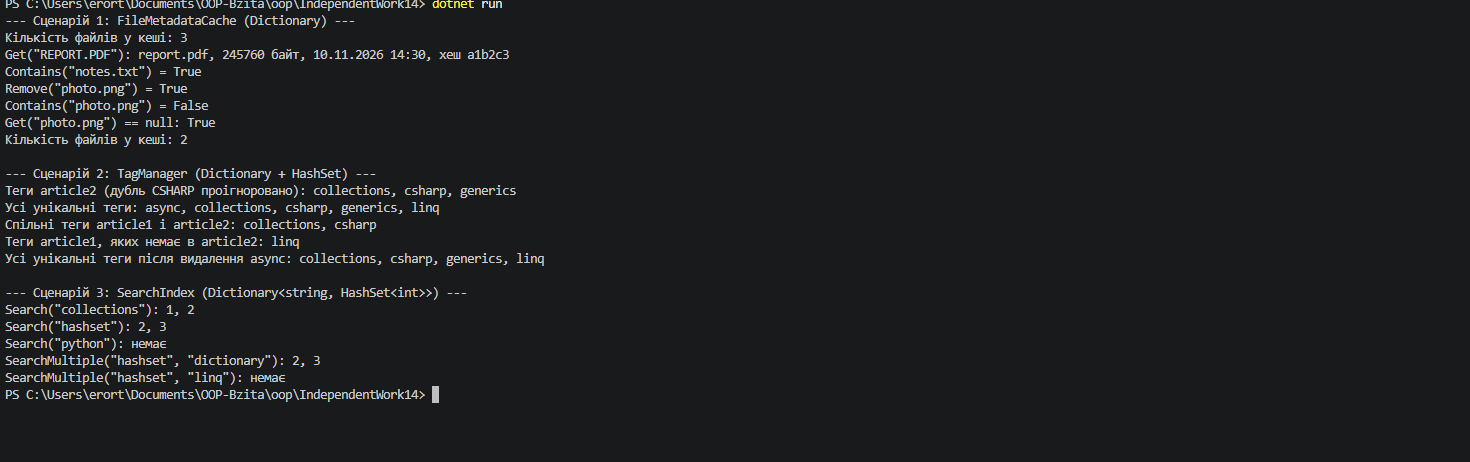 PS C:\Users\erort\Documents\OOP-Bzita\oop\IndependentWork14> dotnet run
--- Сценарій 1: FileMetadataCache (Dictionary) ---
Кількість файлів у кеші: 3
Get("REPORT.PDF"): report.pdf, 245760 байт, 10.11.2026 14:30, хеш a1b2c3
Contains("notes.txt") = True
Remove("photo.png") = True
Contains("photo.png") = False
Get("photo.png") == null: True
Кількість файлів у кеші: 2
--- Сценарій 2: TagManager (Dictionary + HashSet) ---
Теги article2 (дубль CSHARP проігноровано): collections, csharp, generics
Усі унікальні теги: async, collections, csharp, generics, linq
Спільні теги article1 і article2: collections, csharp
Теги article1, яких немає в article2: linq
Усі унікальні теги після видалення async: collections, csharp, generics, linq
--- Сценарій 3: SearchIndex (Dictionary<string, HashSet<int>>) ---
Search("collections"): 1, 2
Search("hashset"): 2, 3
Search("python"): немає
SearchMultiple("hashset", "dictionary"): 2, 3
SearchMultiple("hashset", "linq"): немає
PS C:\Users\erort\Documents\OOP-Bzita\oop\IndependentWork14>